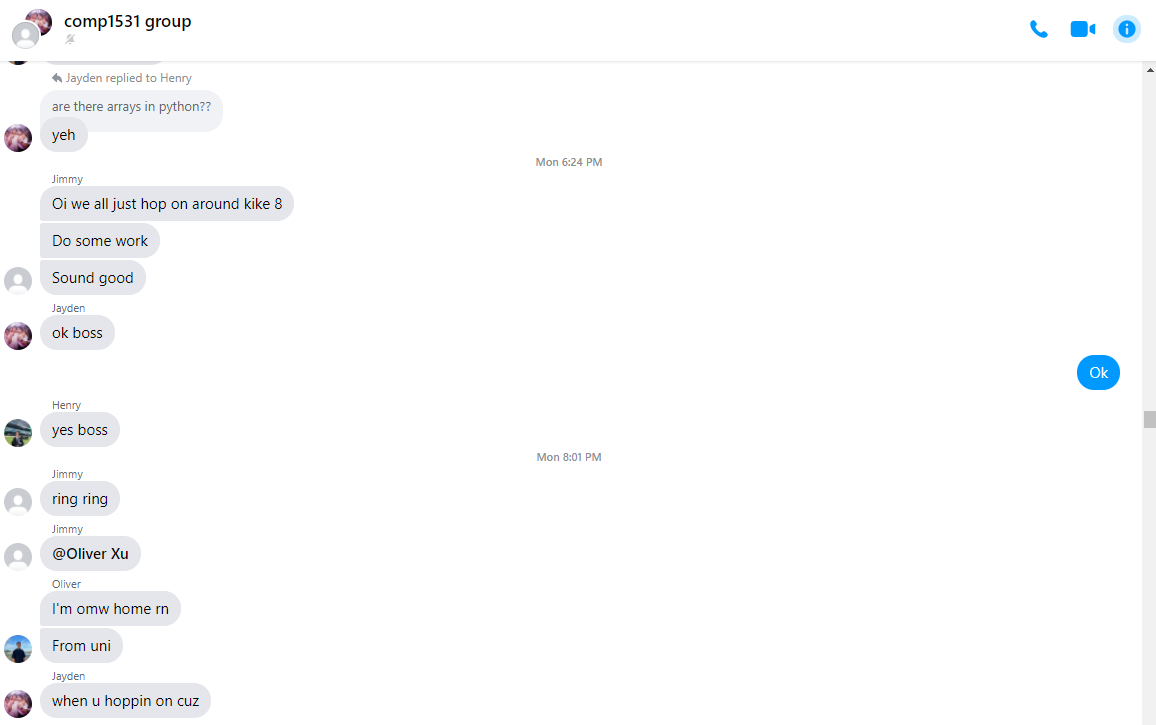 comp1531 group
Jayden replied to Henry
are there arrays in python??
yeh
Mon 6:24 PM
Jimmy
Oi we all just hop on around kike 8
Do some work
Sound good
Jayden
ok boss
Ok
Henry
yes boss
Mon 8:01 PM
Jimmy
ring ring
Jimmy
@Oliver Xu
Oliver
I'm omw home rn
From uni
Jayden
when u hoppin on cuz